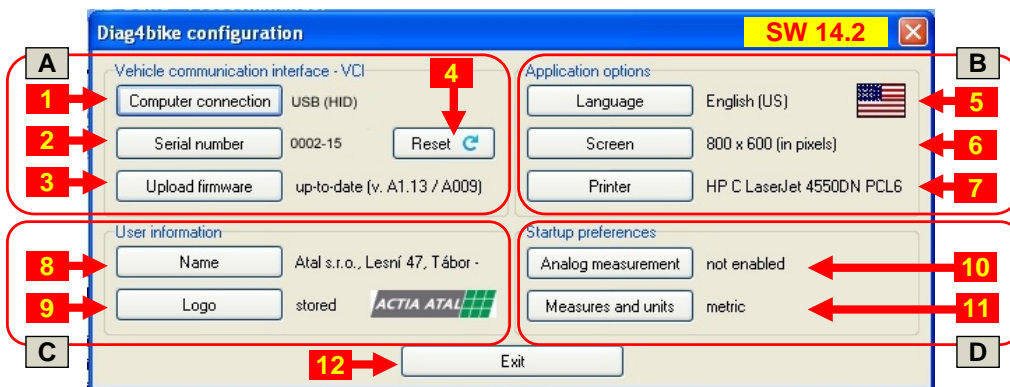 Diag4bike configuration
SW 14.2
A
B
Vehicle communication interface - VCI
4
Application options
1
Computer connection
USB (HID)
Language
English (US)
5
2
Serial number
0002-15
Reset
Screen
800 x 600 (in pixels)
6
3
Upload firmware
up-to-date (v. A1.13 / A009)
Printer
HP C LaserJet 4550DN PCL6
7
User information
Startup preferences
8
Name
Atal s.r.o., Lesní 47, Tábor -
Analog measurement
not enabled
10
9
Logo
stored
ACTIA ATAL
Measures and units
metric
11
C
D
12
Exit